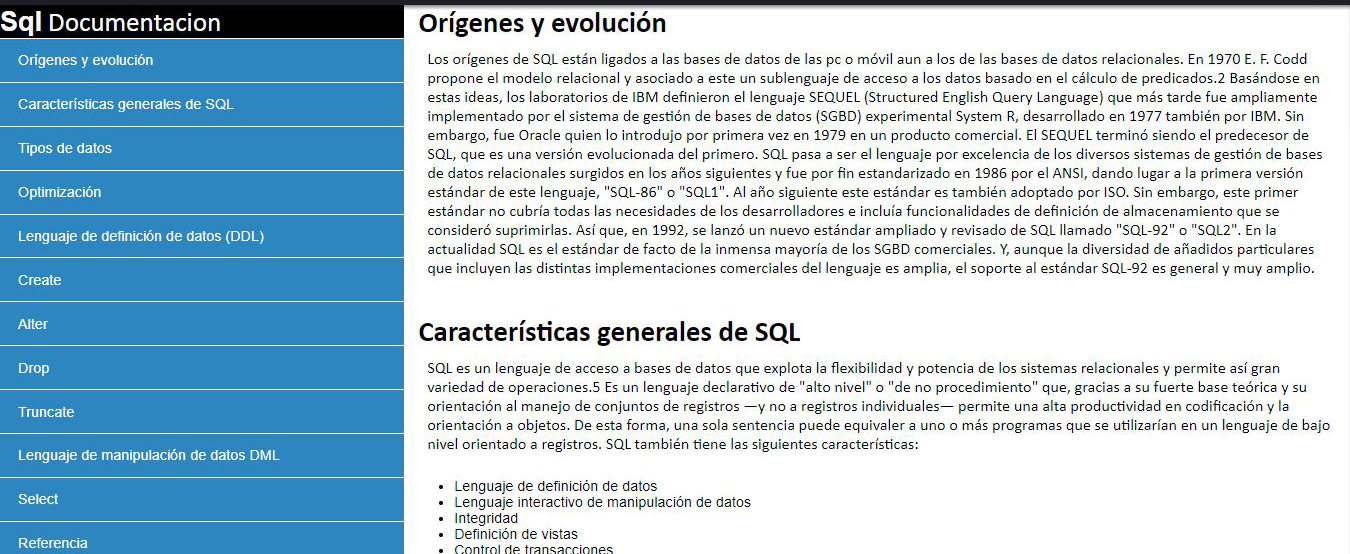 Sql Documentacion
Orígenes y evolución
Características generales de SQL
Tipos de datos
Optimización
Lenguaje de definición de datos (DDL)
Create
Alter
Drop
Truncate
Lenguaje de manipulación de datos DML
Select
Referencia
Orígenes y evolución
Los orígenes de SQL están ligados a las bases de datos de las pc o móvil aun a los de las bases de datos relacionales. En 1970 E. F. Codd
propone el modelo relacional y asociado a este un sublenguaje de acceso a los datos basado en el cálculo de predicados.2 Basándose en
estas ideas, los laboratorios de IBM definieron el lenguaje SEQUEL (Structured English Query Language) que más tarde fue ampliamente
implementado por el sistema de gestión de bases de datos (SGBD) experimental System R, desarrollado en 1977 también por IBM. Sin
embargo, fue Oracle quien lo introdujo por primera vez en 1979 en un producto comercial. El SEQUEL terminó siendo el predecesor de
SQL, que es una versión evolucionada del primero. SQL pasa a ser el lenguaje por excelencia de los diversos sistemas de gestión de bases
de datos relacionales surgidos en los años siguientes y fue por fin estandarizado en 1986 por el ANSI, dando lugar a la primera versión
estándar de este lenguaje, "SQL-86" o "SQL1". Al año siguiente este estándar es también adoptado por ISO. Sin embargo, este primer
estándar no cubría todas las necesidades de los desarrolladores e incluía funcionalidades de definición de almacenamiento que se
consideró suprimirlas. Así que, en 1992, se lanzó un nuevo estándar ampliado y revisado de SQL llamado "SQL-92" o "SQL2". En la
actualidad SQL es el estándar de facto de la inmensa mayoría de los SGBD comerciales. Y, aunque la diversidad de añadidos particulares
que incluyen las distintas implementaciones comerciales del lenguaje es amplia, el soporte al estándar SQL-92 es general y muy amplio.
Características generales de SQL
SQL es un lenguaje de acceso a bases de datos que explota la flexibilidad y potencia de los sistemas relacionales y permite así gran
variedad de operaciones.5 Es un lenguaje declarativo de "alto nivel" o "de no procedimiento" que, gracias a su fuerte base teórica y su
orientación al manejo de conjuntos de registros —y no a registros individuales— permite una alta productividad en codificación y la
orientación a objetos. De esta forma, una sola sentencia puede equivaler a uno o más programas que se utilizarían en un lenguaje de bajo
nivel orientado a registros. SQL también tiene las siguientes características:
• Lenguaje de definición de datos
• Lenguaje interactivo de manipulación de datos
• Integridad
• Definición de vistas
• Control de transacciones